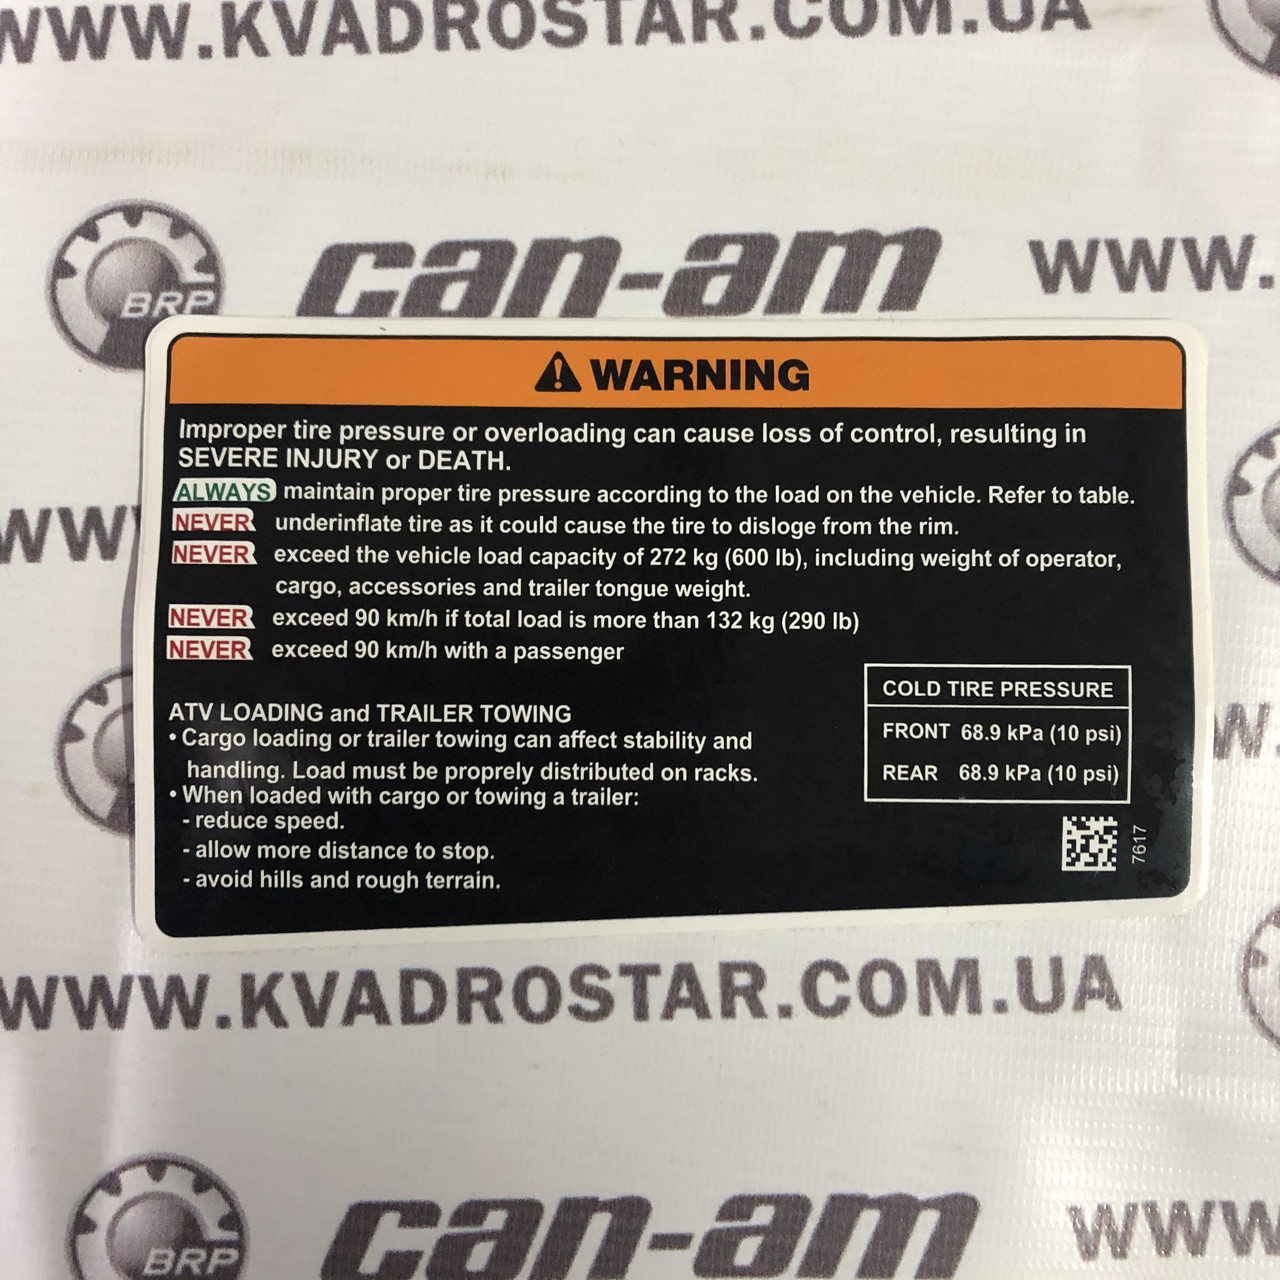 WWW.KVADROSTAR.COM.UA
BRP can-am WWW.
⚠ WARNING
Improper tire pressure or overloading can cause loss of control, resulting in
SEVERE INJURY or DEATH.
ALWAYS maintain proper tire pressure according to the load on the vehicle. Refer to table.
NEVER underinflate tire as it could cause the tire to disloge from the rim.
NEVER exceed the vehicle load capacity of 272 kg (600 lb), including weight of operator,
cargo, accessories and trailer tongue weight.
NEVER exceed 90 km/h if total load is more than 132 kg (290 lb)
NEVER exceed 90 km/h with a passenger
ATV LOADING and TRAILER TOWING
• Cargo loading or trailer towing can affect stability and
handling. Load must be proprely distributed on racks.
• When loaded with cargo or towing a trailer:
- reduce speed.
- allow more distance to stop.
- avoid hills and rough terrain.
COLD TIRE PRESSURE
FRONT 68.9 kPa (10 psi)
REAR 68.9 kPa (10 psi)
7617
WWW.KVADROSTAR.COM.UA
BRP can-am WWW